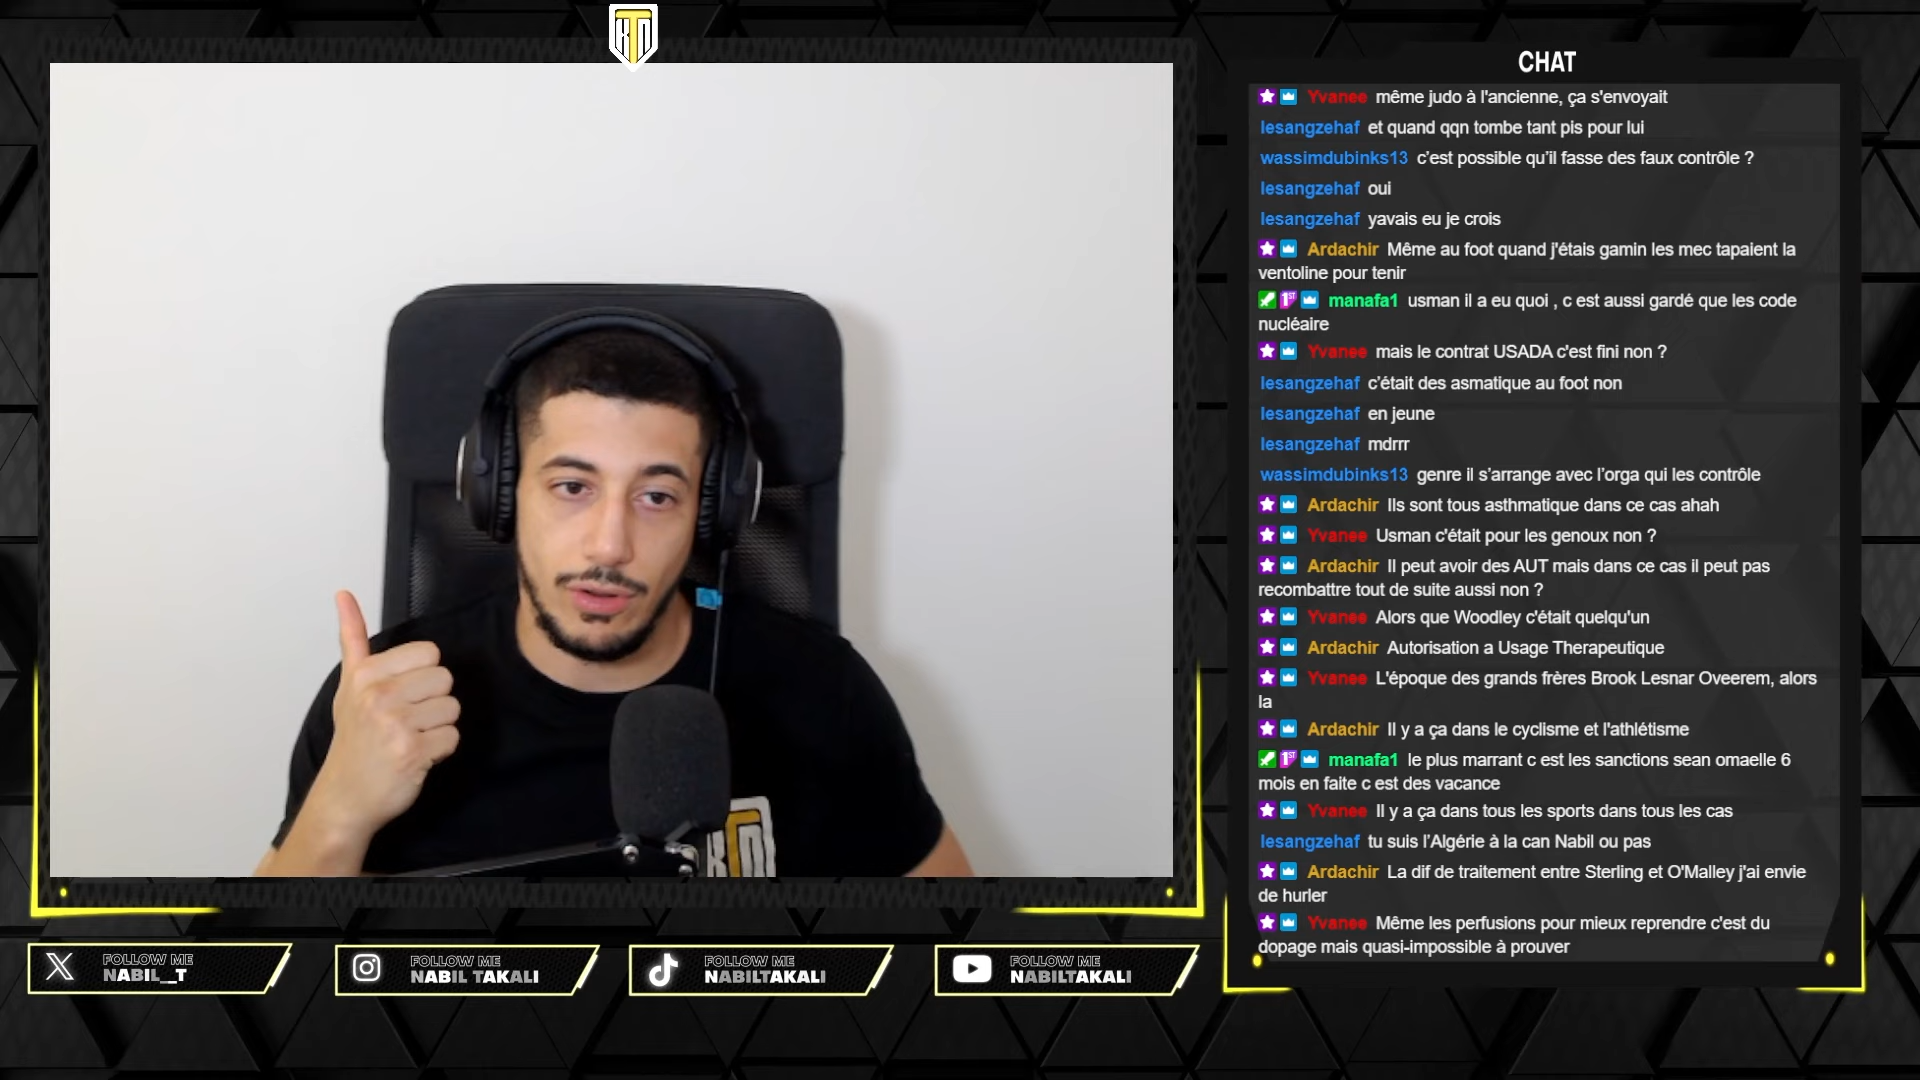 KTN
CHAT
Yvanee même judo à l'ancienne, ça s'envoyait
lesangzehaf et quand qqn tombe tant pis pour lui
wassimdubinks13 c'est possible qu'il fasse des faux contrôle ?
lesangzehaf oui
lesangzehaf yavais eu je crois
Ardachir Même au foot quand j'étais gamin les mec tapaient la
ventoline pour tenir
1ST manafa1 usman il a eu quoi , c est aussi gardé que les code
nucléaire
Yvanee mais le contrat USADA c'est fini non ?
lesangzehaf c'était des asmatique au foot non
lesangzehaf en jeune
lesangzehaf mdrrr
wassimdubinks13 genre il s'arrange avec l'orga qui les contrôle
Ardachir Ils sont tous asthmatique dans ce cas ahah
Yvanee Usman c'était pour les genoux non ?
Ardachir Il peut avoir des AUT mais dans ce cas il peut pas
recombattre tout de suite aussi non ?
Yvanee Alors que Woodley c'était quelqu'un
Ardachir Autorisation a Usage Therapeutique
Yvanee L'époque des grands frères Brook Lesnar Oveerem, alors
la
Ardachir Il y a ça dans le cyclisme et l'athlétisme
1ST manafa1 le plus marrant c est les sanctions sean omaelle 6
mois en faite c est des vacance
Yvanee Il y a ça dans tous les sports dans tous les cas
lesangzehaf tu suis l'Algérie à la can Nabil ou pas
Ardachir La dif de traitement entre Sterling et O'Malley j'ai envie
de hurler
Yvanee Même les perfusions pour mieux reprendre c'est du
dopage mais quasi-impossible à prouver
KTN
FOLLOW ME
NABIL__T
FOLLOW ME
NABIL TAKALI
FOLLOW ME
NABILTAKALI
FOLLOW ME
NABILTAKALI